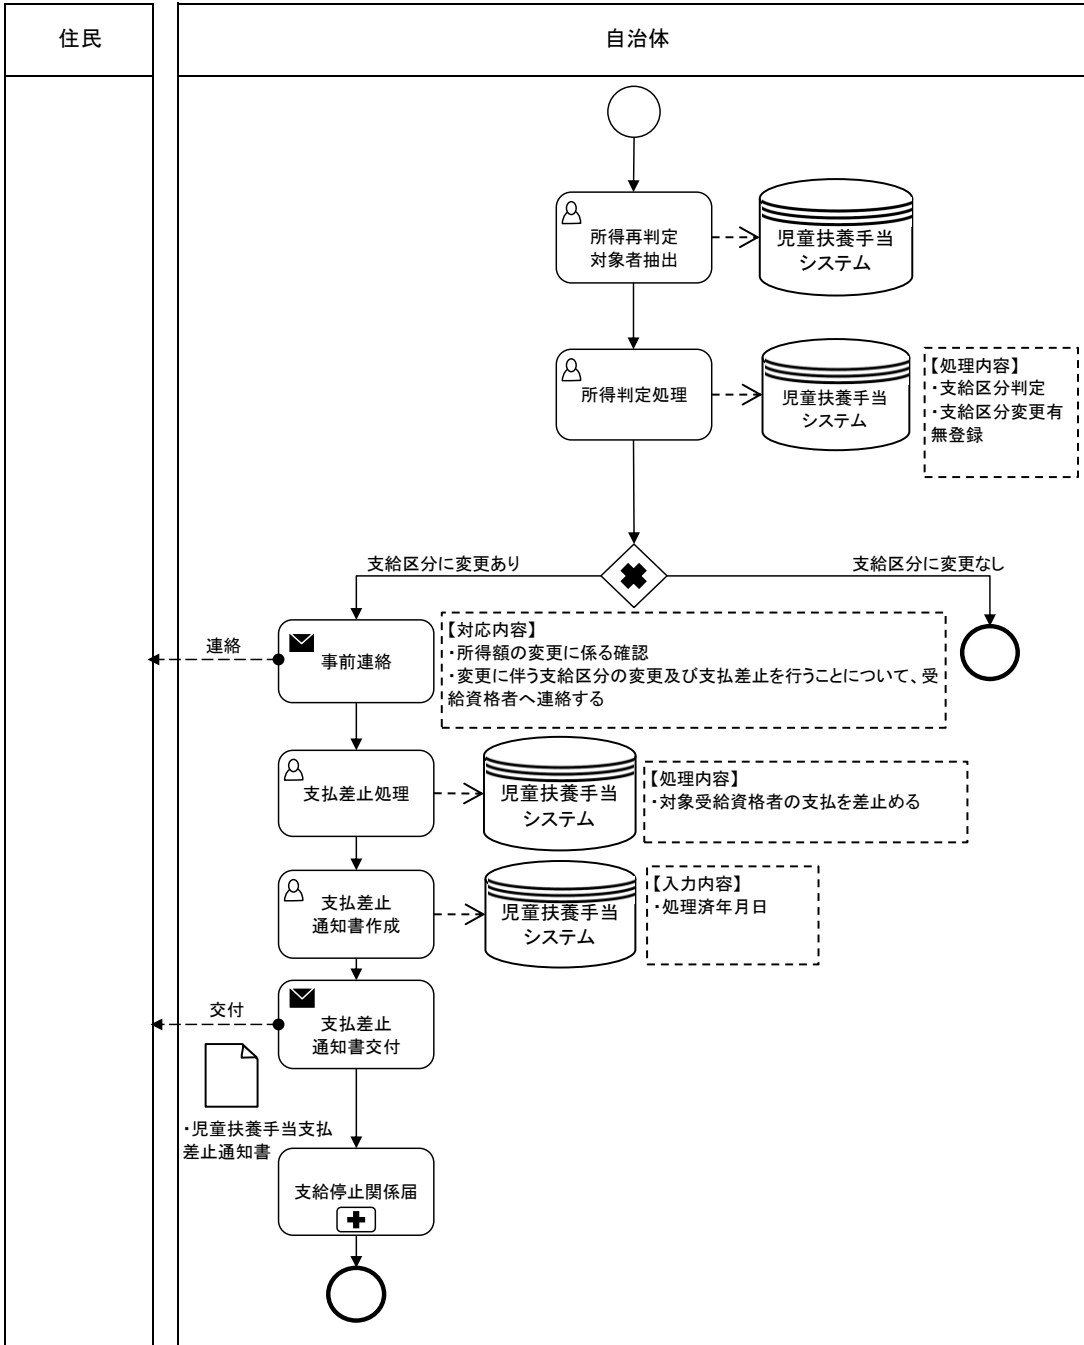 住民
自治体
所得再判定
対象者抽出
児童扶養手当
システム
所得判定処理
児童扶養手当
システム
【処理内容】
・支給区分判定
・支給区分変更有
無登録
支給区分に変更あり
支給区分に変更なし
連絡
事前連絡
【対応内容】
・所得額の変更に係る確認
・変更に伴う支給区分の変更及び支払差止を行うことについて、受
給資格者へ連絡する
支払差止処理
児童扶養手当
システム
【処理内容】
・対象受給資格者の支払を差止める
支払差止
通知書作成
児童扶養手当
システム
【入力内容】
・処理済年月日
交付
支払差止
通知書交付
・児童扶養手当支払
差止通知書
支給停止関係届